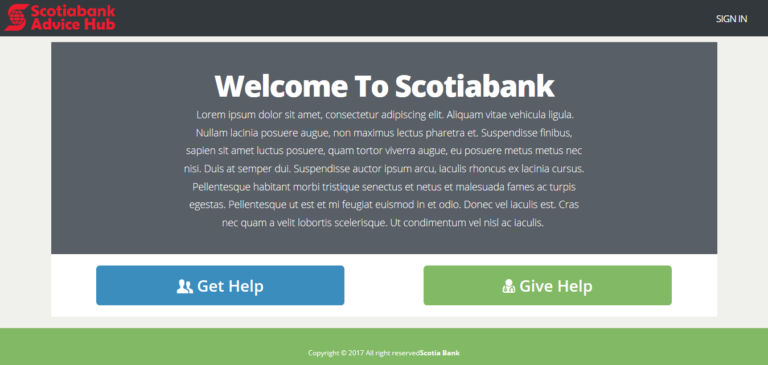 Scotiabank
Advice Hub
SIGN IN
Welcome To Scotiabank
Lorem ipsum dolor sit amet, consectetur adipiscing elit. Aliquam vitae vehicula ligula.
Nullam lacinia posuere augue, non maximus lectus pharetra et. Suspendisse finibus,
sapien sit amet luctus posuere, quam tortor viverra augue, eu posuere metus metus nec
nisi. Duis at semper dui. Suspendisse auctor ipsum arcu, iaculis rhoncus ex lacinia cursus.
Pellentesque habitant morbi tristique senectus et netus et malesuada fames ac turpis
egestas. Pellentesque ut est et mi feugiat euismod in et odio. Donec vel iaculis est. Cras
nec quam a velit lobortis scelerisque. Ut condimentum vel nisl ac iaculis.
Get Help
Give Help
Copyright © 2017 All right reservedScotia Bank